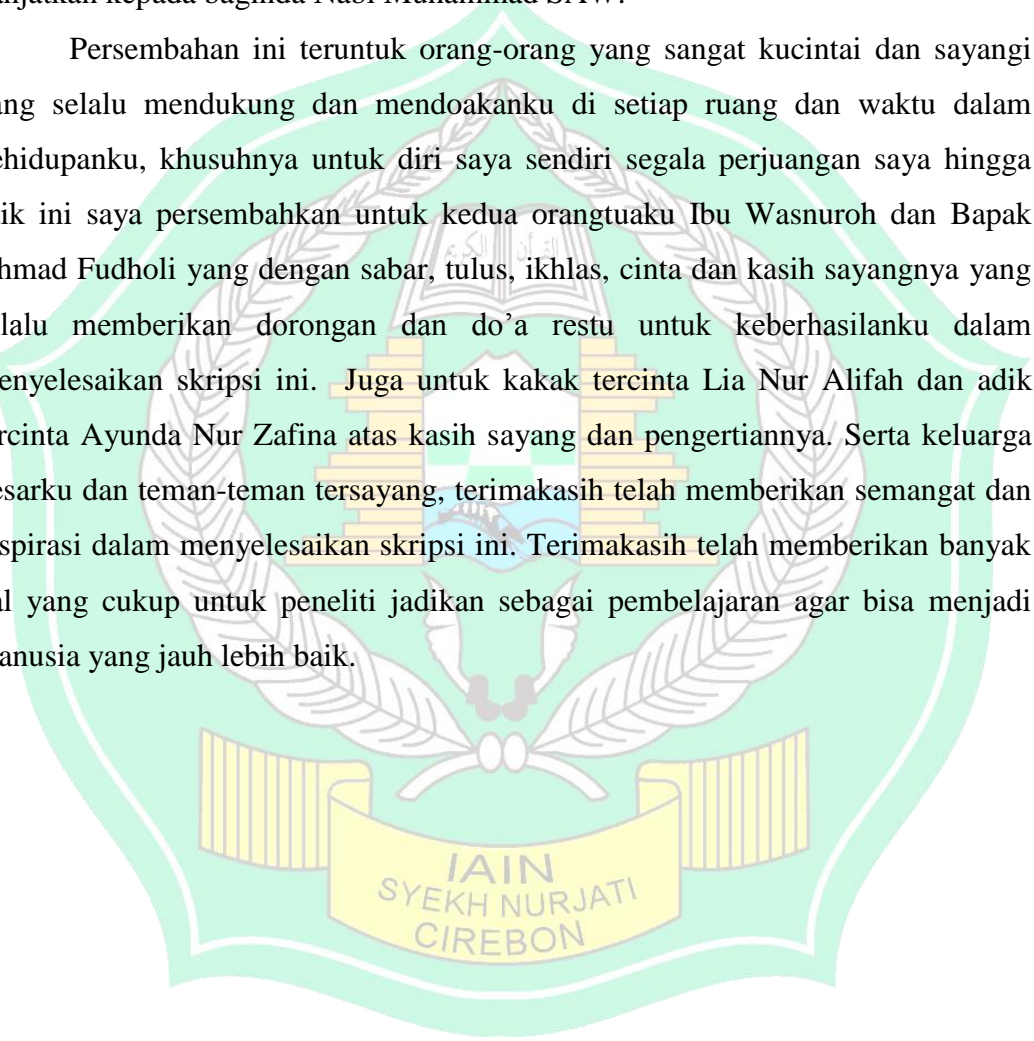 kepada baginda Nabi Muhammad SAW.
Persembahan ini teruntuk orang-orang yang sangat kucintai dan sayangi
ang selalu mendukung dan mendoakanku di setiap ruang dan waktu dalam
ehidupanku, khusuhnya untuk diri saya sendiri segala perjuangan saya hingga
ik ini saya persembahkan untuk kedua orangtuaku Ibu Wasnuroh dan Bapak
hmad Fudholi yang dengan sabar, tulus, ikhlas, cinta dan kasih sayangnya yang
lalu memberikan dorongan dan do’a restu untuk keberhasilanku dalam
enyelesaikan skripsi ini. Juga untuk kakak tercinta Lia Nur Alifah dan adik
rcinta Ayunda Nur Zafina atas kasih sayang dan pengertiannya. Serta keluarga
esarku dan teman-teman tersayang, terimakasih telah memberikan semangat dan
spirasi dalam menyelesaikan skripsi ini. Terimakasih telah memberikan banyak
al yang cukup untuk peneliti jadikan sebagai pembelajaran agar bisa menjadi
anusia yang jauh lebih baik.
IAIN
SYEKH NURJATI
CIREBON